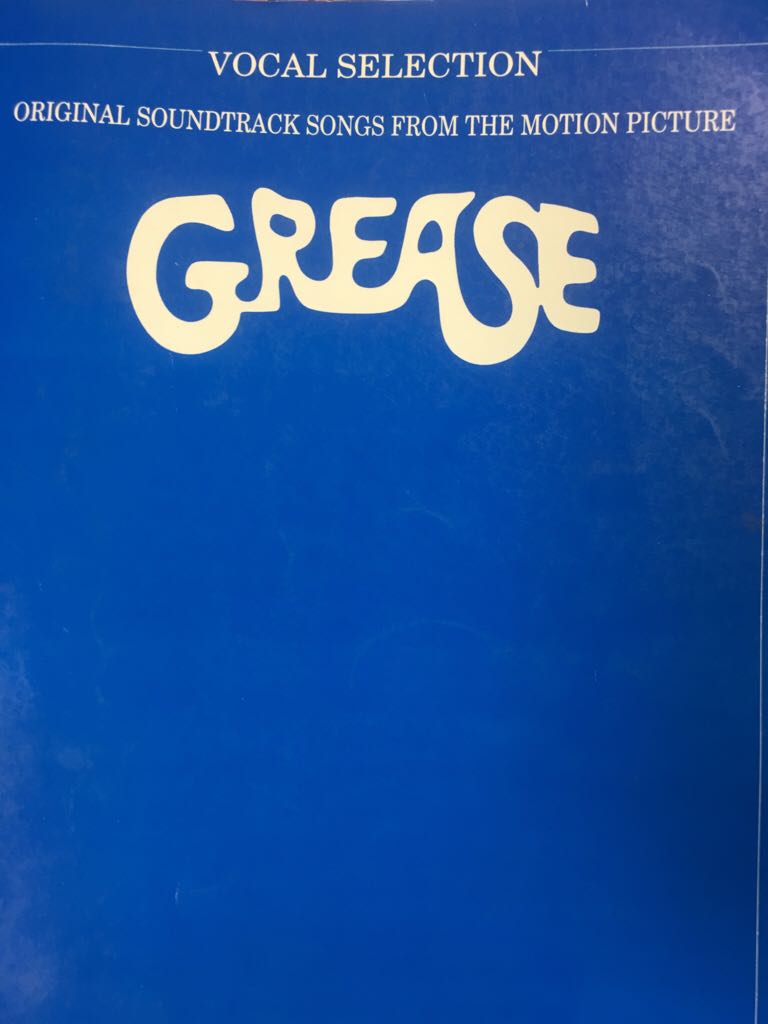 VOCAL SELECTION
ORIGINAL SOUNDTRACK SONGS FROM THE MOTION PICTURE
GREASE